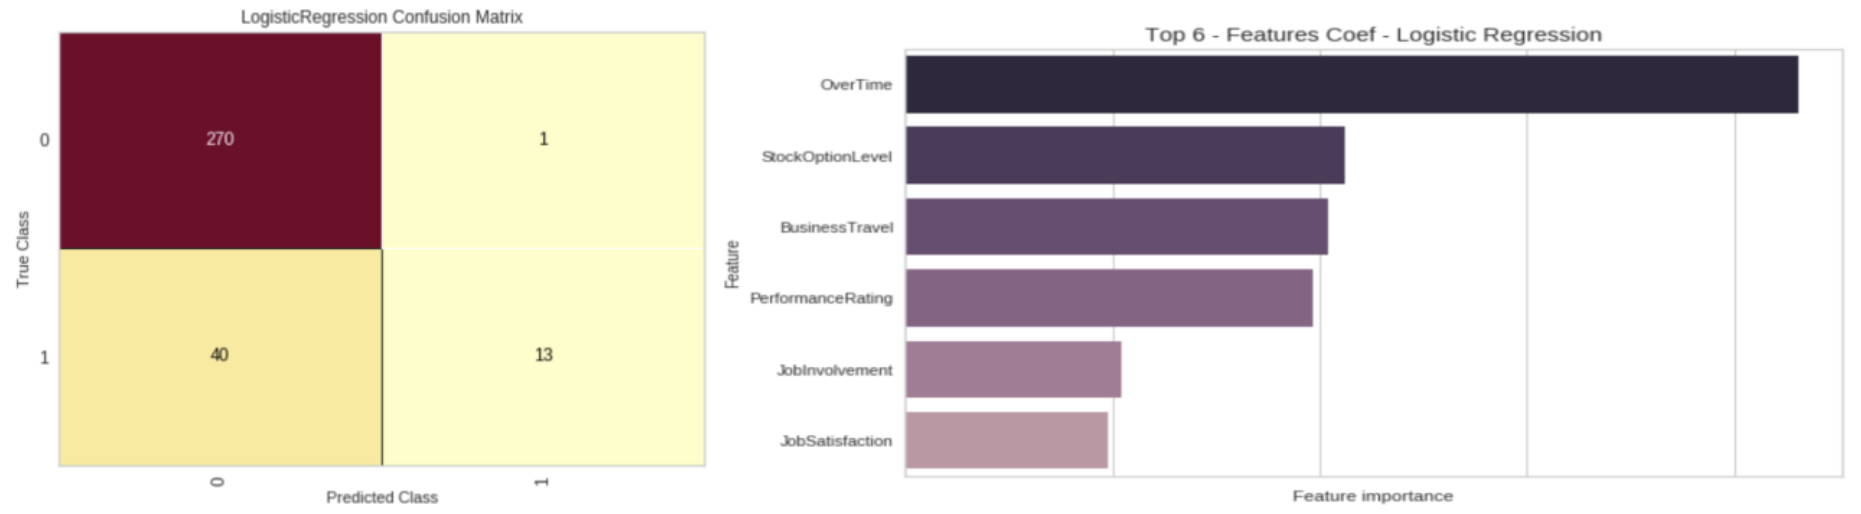 LogisticRegression Confusion Matrix
True Class
0
270
1
1
40
13
0
1
Predicted Class
Top 6 - Features Coef - Logistic Regression
Feature
OverTime
StockOptionLevel
BusinessTravel
PerformanceRating
JobInvolvement
JobSatisfaction
Feature importance